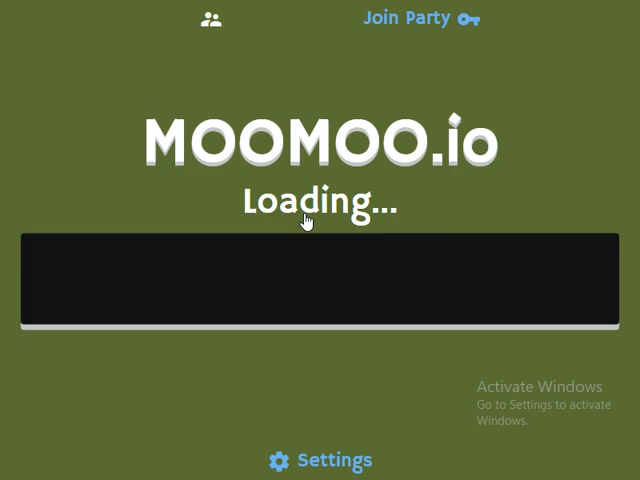 Join Party
MOOMOO.io
Loading...
Activate Windows
Go to Settings to activate
Windows.
Settings